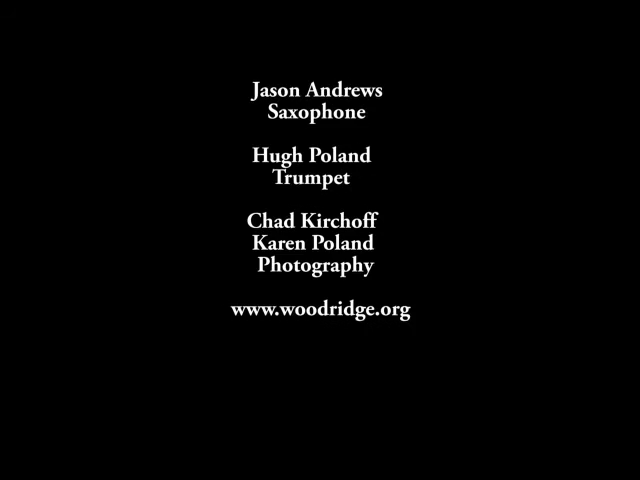 Jason Andrews
Saxophone
Hugh Poland
Trumpet
Chad Kirchoff
Karen Poland
Photography
www.woodridge.org